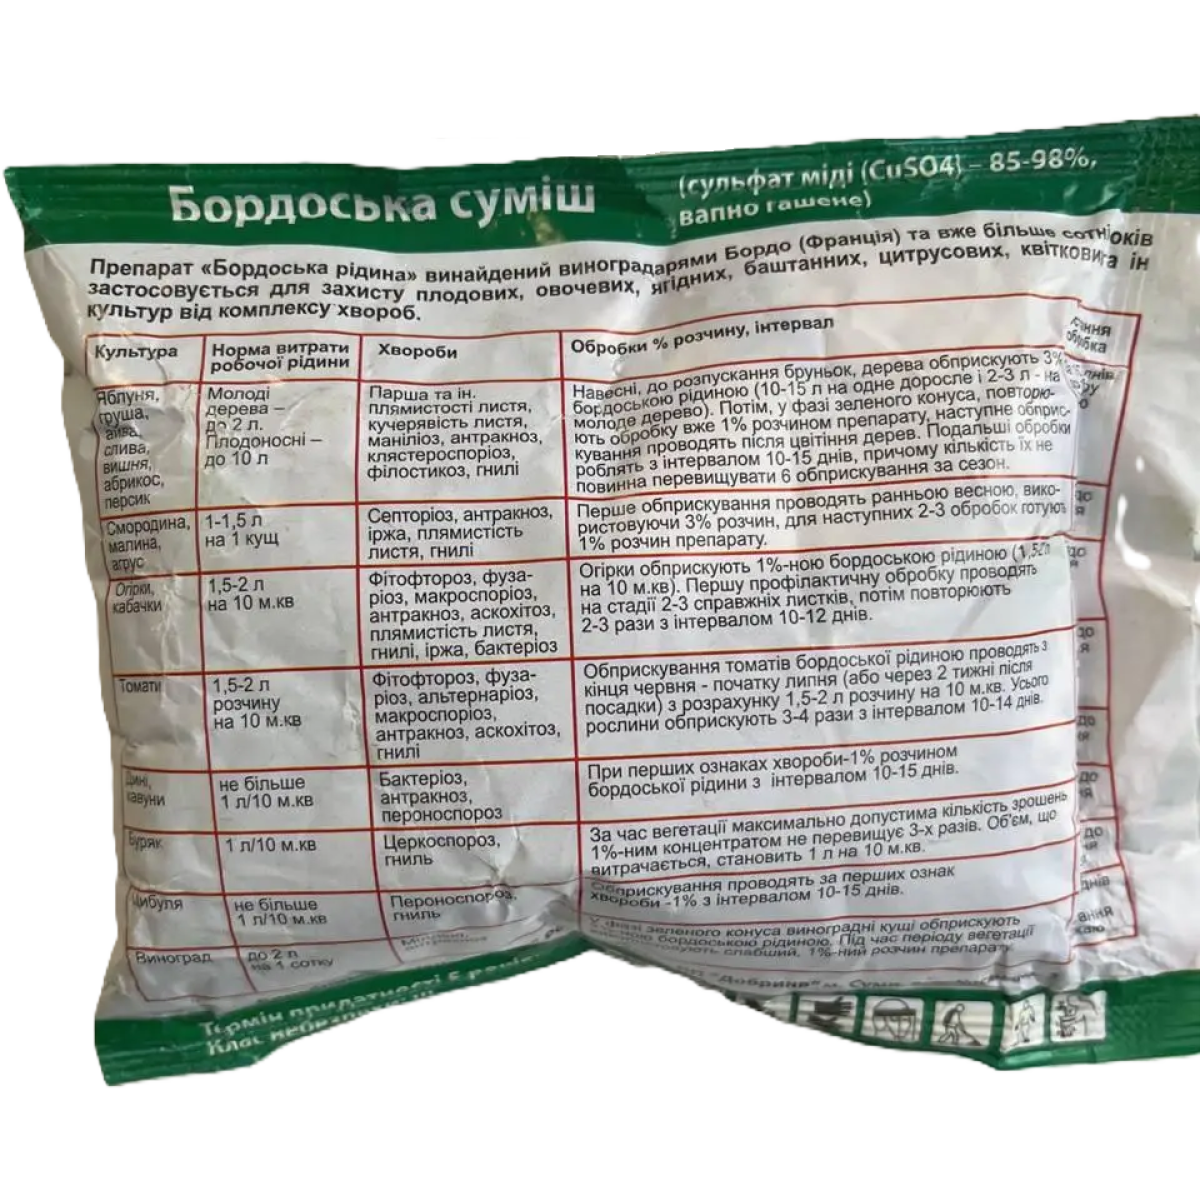 Бордоська суміш
(сульфат міді (CuSO4) – 85-98%,
вапно гашене)
Препарат «Бордоська рідина» винайдений виноградарями Бордо (Франція) та вже більше
застосовується для захисту плодових, овочевих, ягідних, баштанних, цитрусових,
культур від комплексу хвороб.
Культура
Норма витрати
робочої рідини
Хвороби
Обробки % розчину, інтервал
Яблуня,
груша,
айва,
слива,
вишня,
абрикос,
персик
Молоді
дерева –
до 2 л.
Плодоносні –
до 10 л
Парша та ін.
плямистості листя,
кучерявість листя,
маніліоз, антракноз,
клястероспоріоз,
філостикоз, гнилі
Навесні, до розпускання бруньок, дерева обприскують 3%
бордоською рідиною (10-15 л на одне доросле і 2-3 л - на
молоде дерево). Потім, у фазі зеленого конуса, повторю-
ють обробку вже 1% розчином препарату, наступне обприс-
кування проводять після цвітіння дерев. Подальші обробки
роблять з інтервалом 10-15 днів, причому кількість їх не
повинна перевищувати 6 обприскування за сезон.
Смородина,
малина,
агрус
1-1,5 л
на 1 кущ
Септоріоз, антракноз,
іржа, плямистість
листя, гнилі
Перше обприскування проводять ранньою весною, вико-
ристовуючи 3% розчин, для наступних 2-3 обробок готують
1% розчин препарату.
Огірки,
кабачки
1,5-2 л
на 10 м.кв
Фітофтороз, фуза-
ріоз, макроспоріоз,
антракноз, аскохітоз,
плямистість листя,
гнилі, іржа, бактеріоз
Огірки обприскують 1%-ною бордоською рідиною (1,5-2л
на 10 м.кв). Першу профілактичну обробку проводять
на стадії 2-3 справжніх листків, потім повторюють
2-3 рази з інтервалом 10-12 днів.
Томати
1,5-2 л
розчину
на 10 м.кв
Фітофтороз, фуза-
ріоз, альтернаріоз,
макроспоріоз,
антракноз, аскохітоз,
гнилі
Обприскування томатів бордоської рідиною проводять з
кінця червня - початку липня (або через 2 тижні після
посадки) з розрахунку 1,5-2 л розчину на 10 м.кв. Усього
рослини обприскують 3-4 рази з інтервалом 10-14 днів.
Дині,
кавуни
не більше
1 л/10 м.кв
Бактеріоз,
антракноз,
пероноспороз
При перших ознаках хвороби-1% розчином
бордоської рідини з інтервалом 10-15 днів.
Буряк
1 л/10 м.кв
Церкоспороз,
гниль
За час вегетації максимально допустима кількість зрошень
1%-ним концентратом не перевищує 3-х разів. Об'єм, що
витрачається, становить 1 л на 10 м.кв.
Цибуля
не більше
1 л/10 м.кв
Пероноспороз,
гниль
Обприскування проводять за перших ознак
хвороби -1% з інтервалом 10-15 днів.
Виноград
до 2 л
на 1 сотку
У фазі зеленого конуса виноградні кущі обприскують
бордоською рідиною. Під час періоду вегетації
слабший, 1%-ний розчин препарату.
Термін придатності 5 років